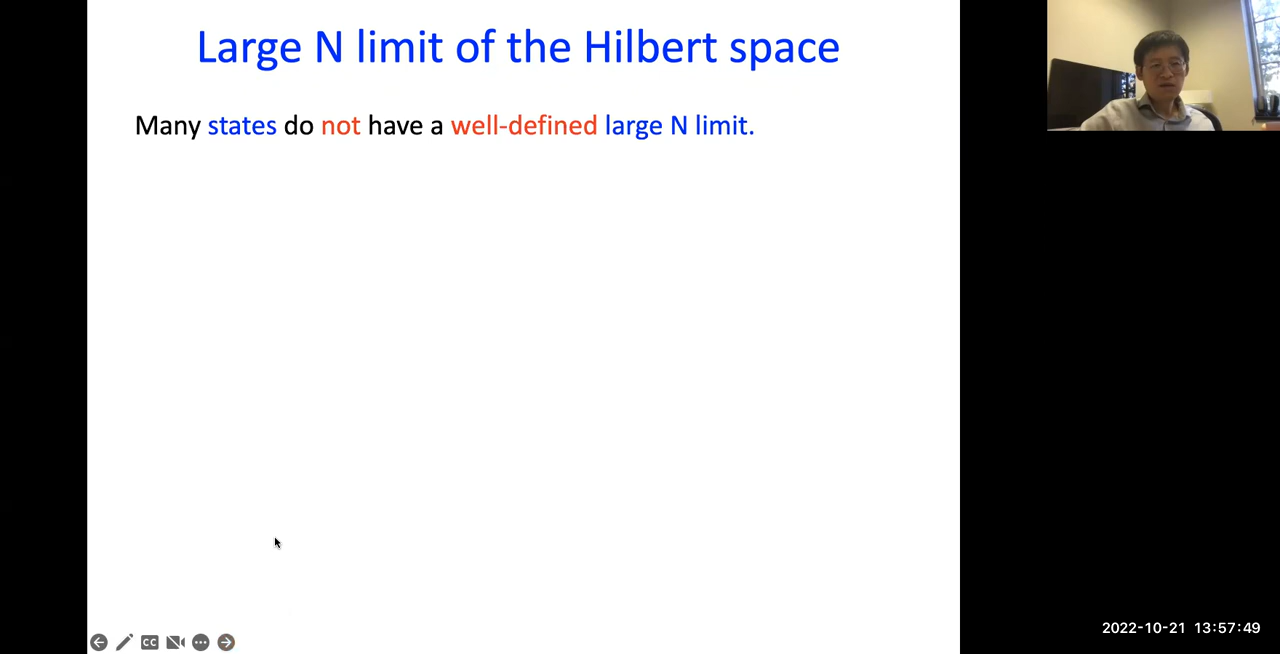 Large N limit of the Hilbert space
Many states do not have a well-defined large N limit.
CC
2022-10-21 13:57:49